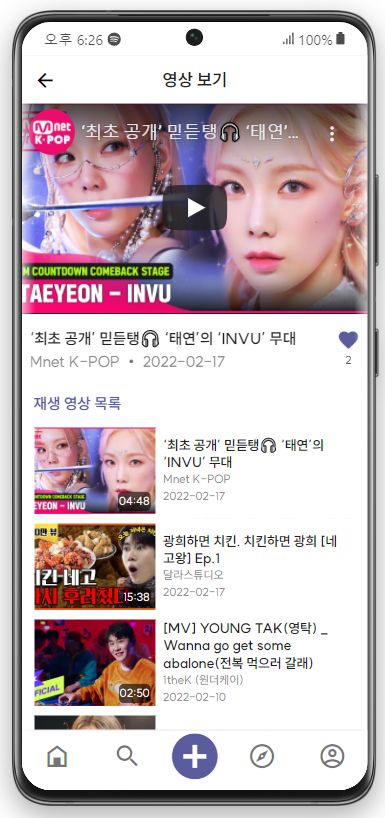 오후 6:26
100%
영상 보기
Mnet
K-POP
'최초 공개' 믿듣탱🎧 '태연'...
M COUNTDOWN COMEBACK STAGE
TAEYEON - INVU
'최초 공개' 믿듣탱🎧 '태연'의 'INVU' 무대
Mnet K-POP • 2022-02-17
2
재생 영상 목록
COUNTDOWN COMEBACK STAGE
TAEYEON - INVU
04:48
'최초 공개' 믿듣탱🎧 '태연'의
'INVU' 무대
Mnet K-POP
2022-02-17
15:38
광희하면 치킨. 치킨하면 광희 [네
고왕] Ep.1
달라스튜디오
2022-02-17
02:50
[MV] YOUNG TAK(영탁) _
Wanna go get some
abalone(전복 먹으러 갈래)
1theK (원더케이)
2022-02-10